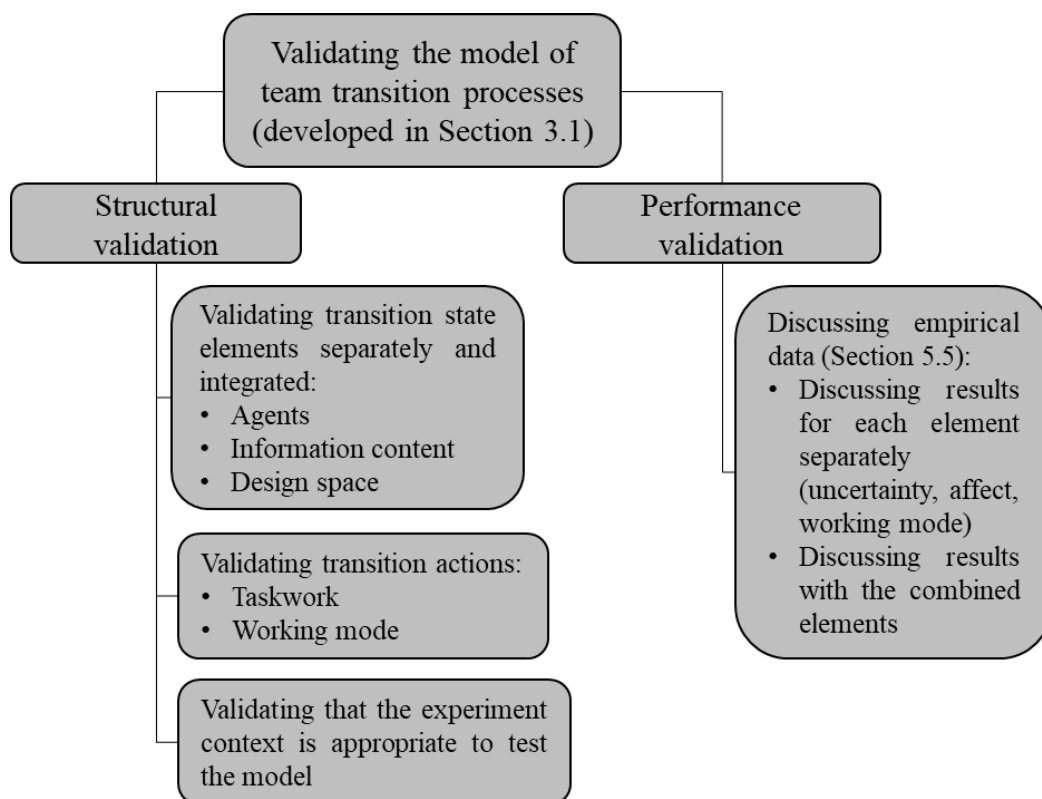 Validating the model of
team transition processes
(developed in Section 3.1)
Structural
validation
Performance
validation
Validating transition state
elements separately and
integrated:
• Agents
• Information content
• Design space
Validating transition actions:
• Taskwork
• Working mode
Validating that the experiment
context is appropriate to test
the model
Discussing empirical
data (Section 5.5):
• Discussing results
for each element
separately
(uncertainty, affect,
working mode)
• Discussing results
with the combined
elements